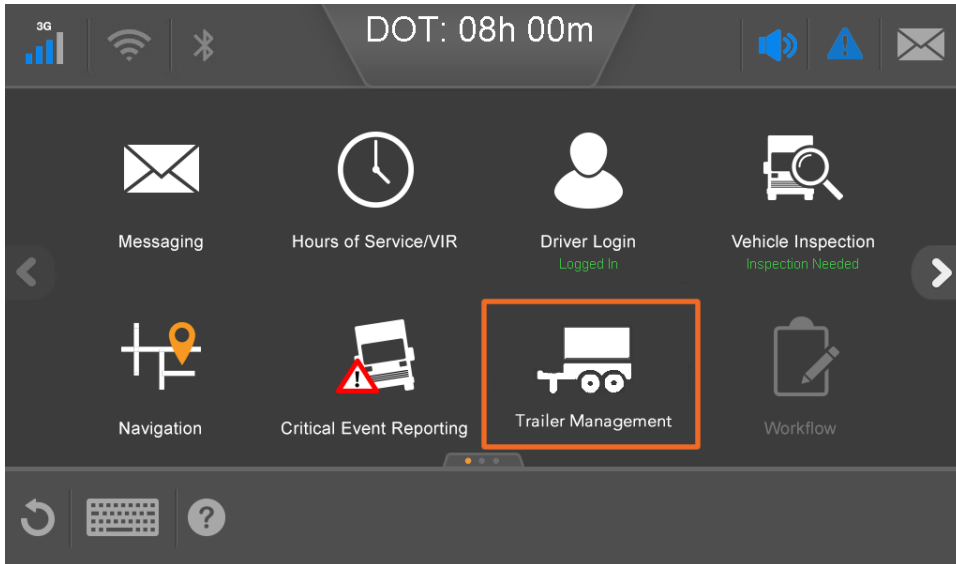 3G
DOT: 08h 00m
Messaging
Hours of Service/VIR
Driver Login
Logged In
Vehicle Inspection
Inspection Needed
Navigation
Critical Event Reporting
Trailer Management
Workflow